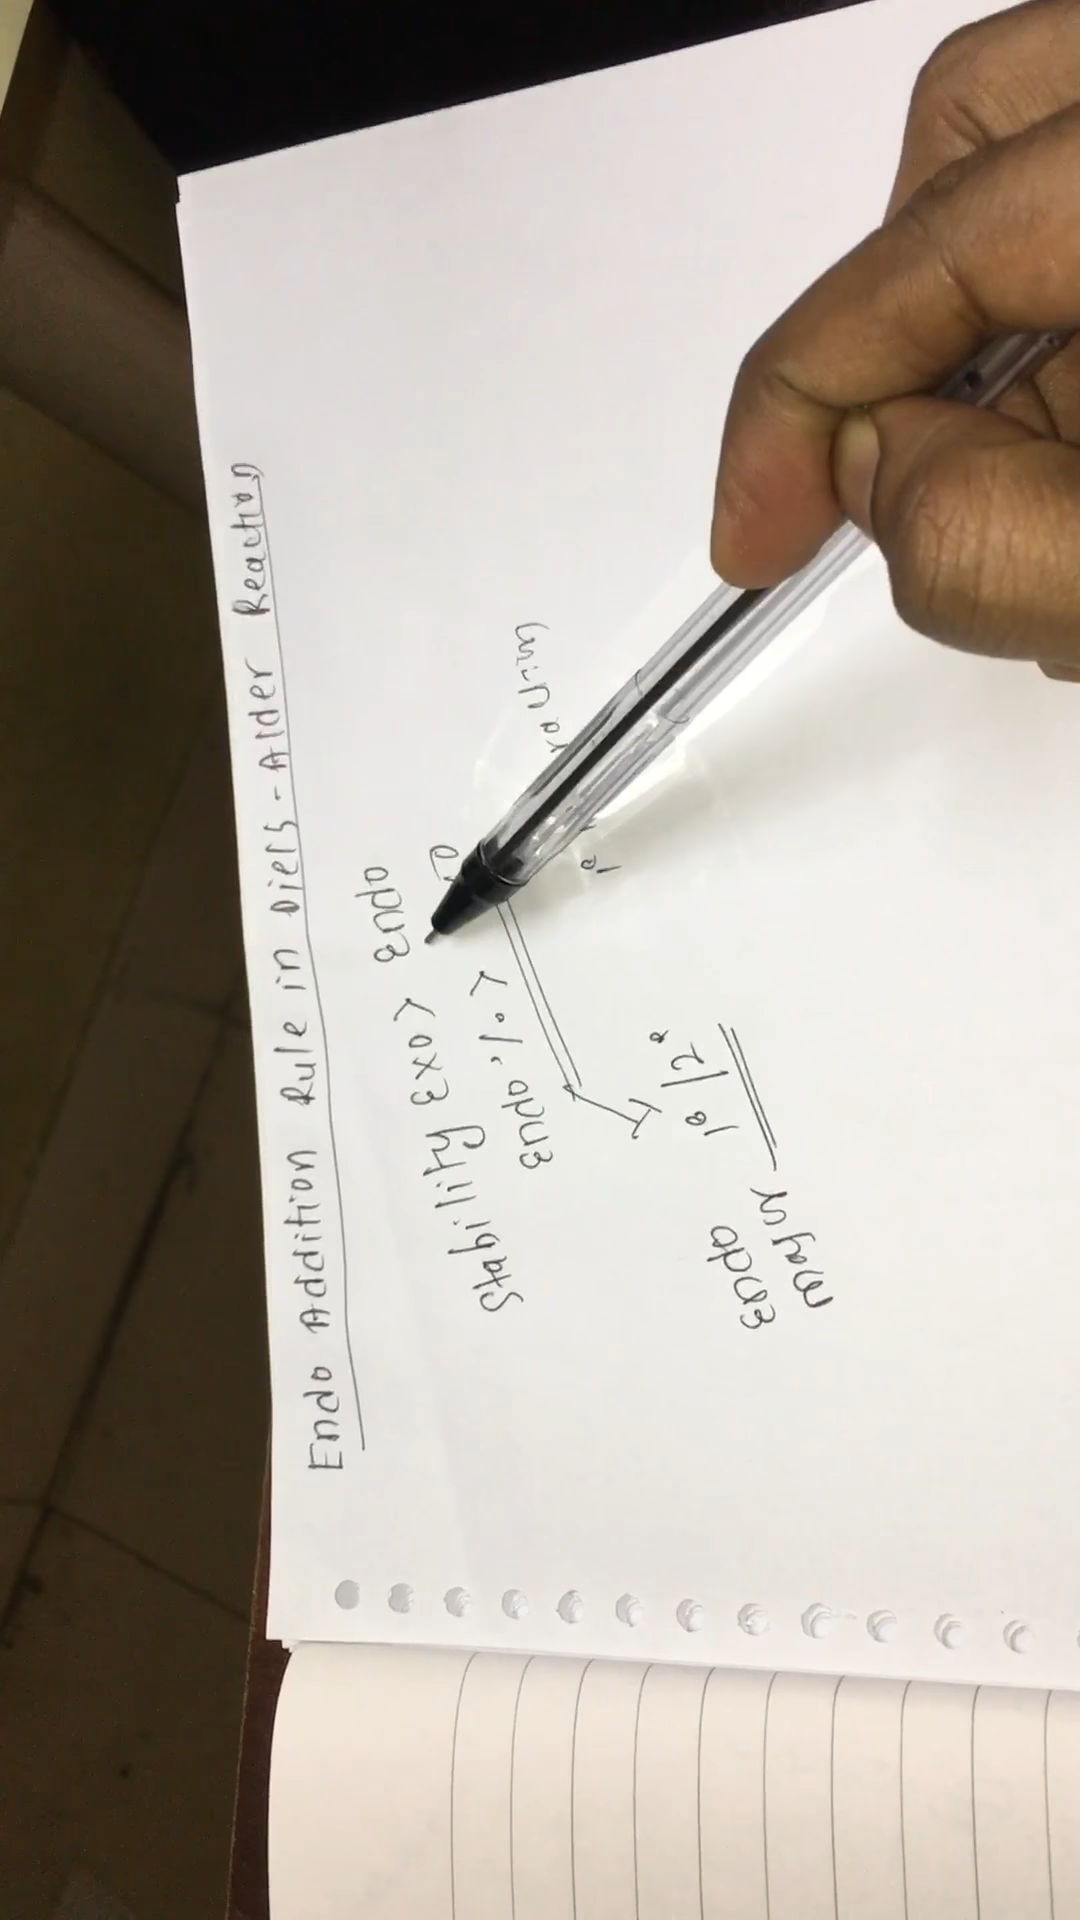 Endo Addition Rule in Diels-Alder Reaction
Stability Exo > Endo
Endo % >
1° / 2°
1°
Endo
major